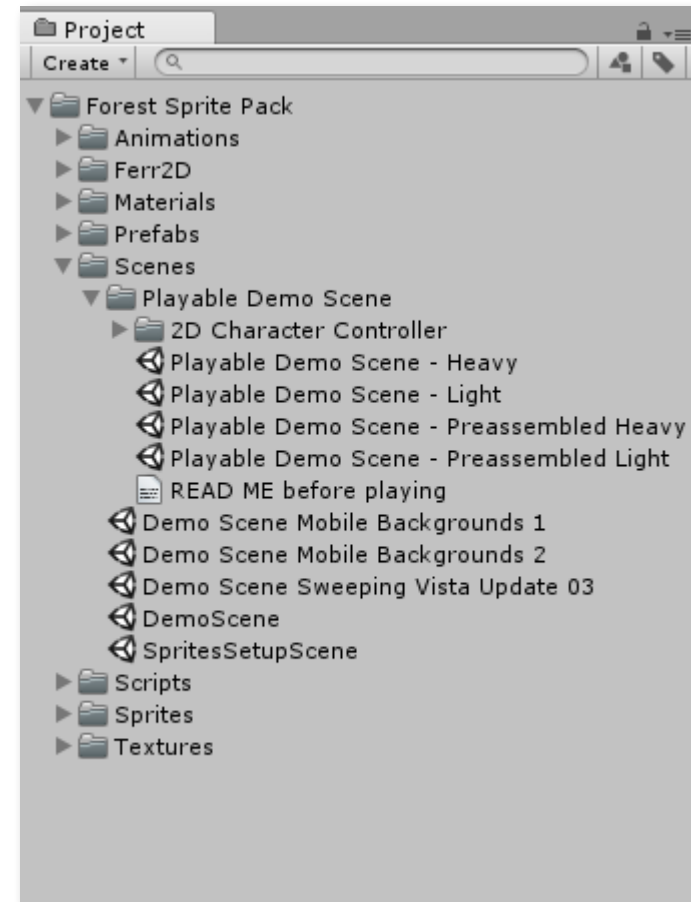 Project
Create
Forest Sprite Pack
Animations
Ferr2D
Materials
Prefabs
Scenes
Playable Demo Scene
2D Character Controller
Playable Demo Scene - Heavy
Playable Demo Scene - Light
Playable Demo Scene - Preassembled Heavy
Playable Demo Scene - Preassembled Light
READ ME before playing
Demo Scene Mobile Backgrounds 1
Demo Scene Mobile Backgrounds 2
Demo Scene Sweeping Vista Update 03
DemoScene
SpritesSetupScene
Scripts
Sprites
Textures